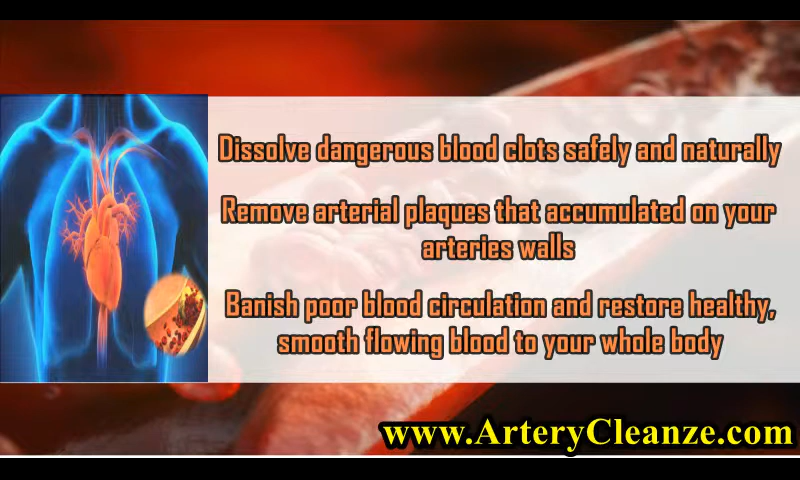 Dissolve dangerous blood clots safely and naturally
Remove arterial plaques that accumulated on your
arteries walls
Banish poor blood circulation and restore healthy,
smooth flowing blood to your whole body
www.ArteryCleanze.com